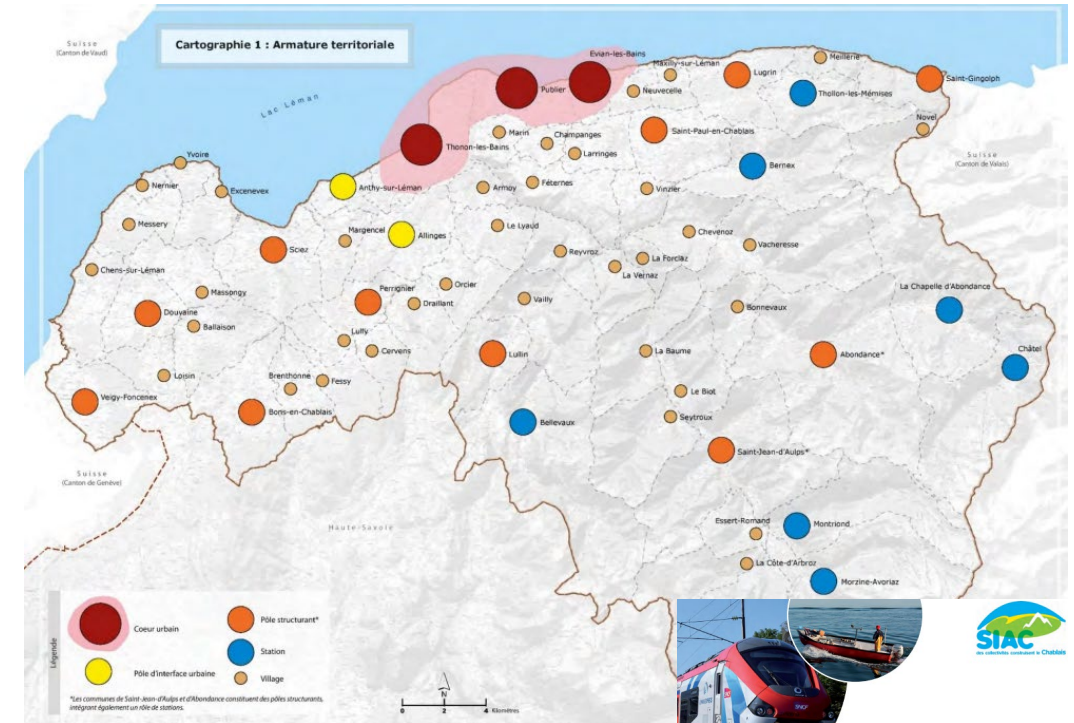 Suisse
(Canton de Vaud)
Cartographie 1 : Armature territoriale
Lac Léman
Evian-les-Bains
Publier
Maxilly-sur-Léman
Neuvecelle
Lugrin
Meillerie
Thollon-les-Mémises
Saint-Gingolph
Novel
Suisse
(Canton de Valais)
Thonon-les-Bains
Marin
Champanges
Larringes
Saint-Paul-en-Chablais
Bernex
Yvoire
Nernier
Excenevex
Anthy-sur-Léman
Armoy
Féternes
Vinzier
Messery
Sciez
Margencel
Allinges
Le Lyaud
Reyvroz
Chevenoz
Vacheresse
La Forclaz
La Vernaz
Chens-sur-Léman
Massongy
Douvaine
Ballaison
Perrignier
Orcier
Draillant
Vailly
Bonnevaux
La Chapelle d'Abondance
Lully
Cervens
Lullin
La Baume
Abondance*
Châtel
Loisin
Brenthonne
Fessy
Veigy-Foncenex
Bons-en-Chablais
Bellevaux
Le Biot
Seytroux
Saint-Jean-d'Aulps*
Suisse
(Canton de Genève)
Haute-Savoie
Essert-Romand
Montriond
La Côte-d'Arbroz
Morzine-Avoriaz
Légende
Coeur urbain
Pôle d'interface urbaine
Pôle structurant*
Station
Village
*Les communes de Saint-Jean-d'Aulps et d'Abondance constituent des pôles structurants,
intégrant également un rôle de stations.
N
0 2 4 Kilomètres
SIAC
des collectivités construisent le Chablais
SNCF